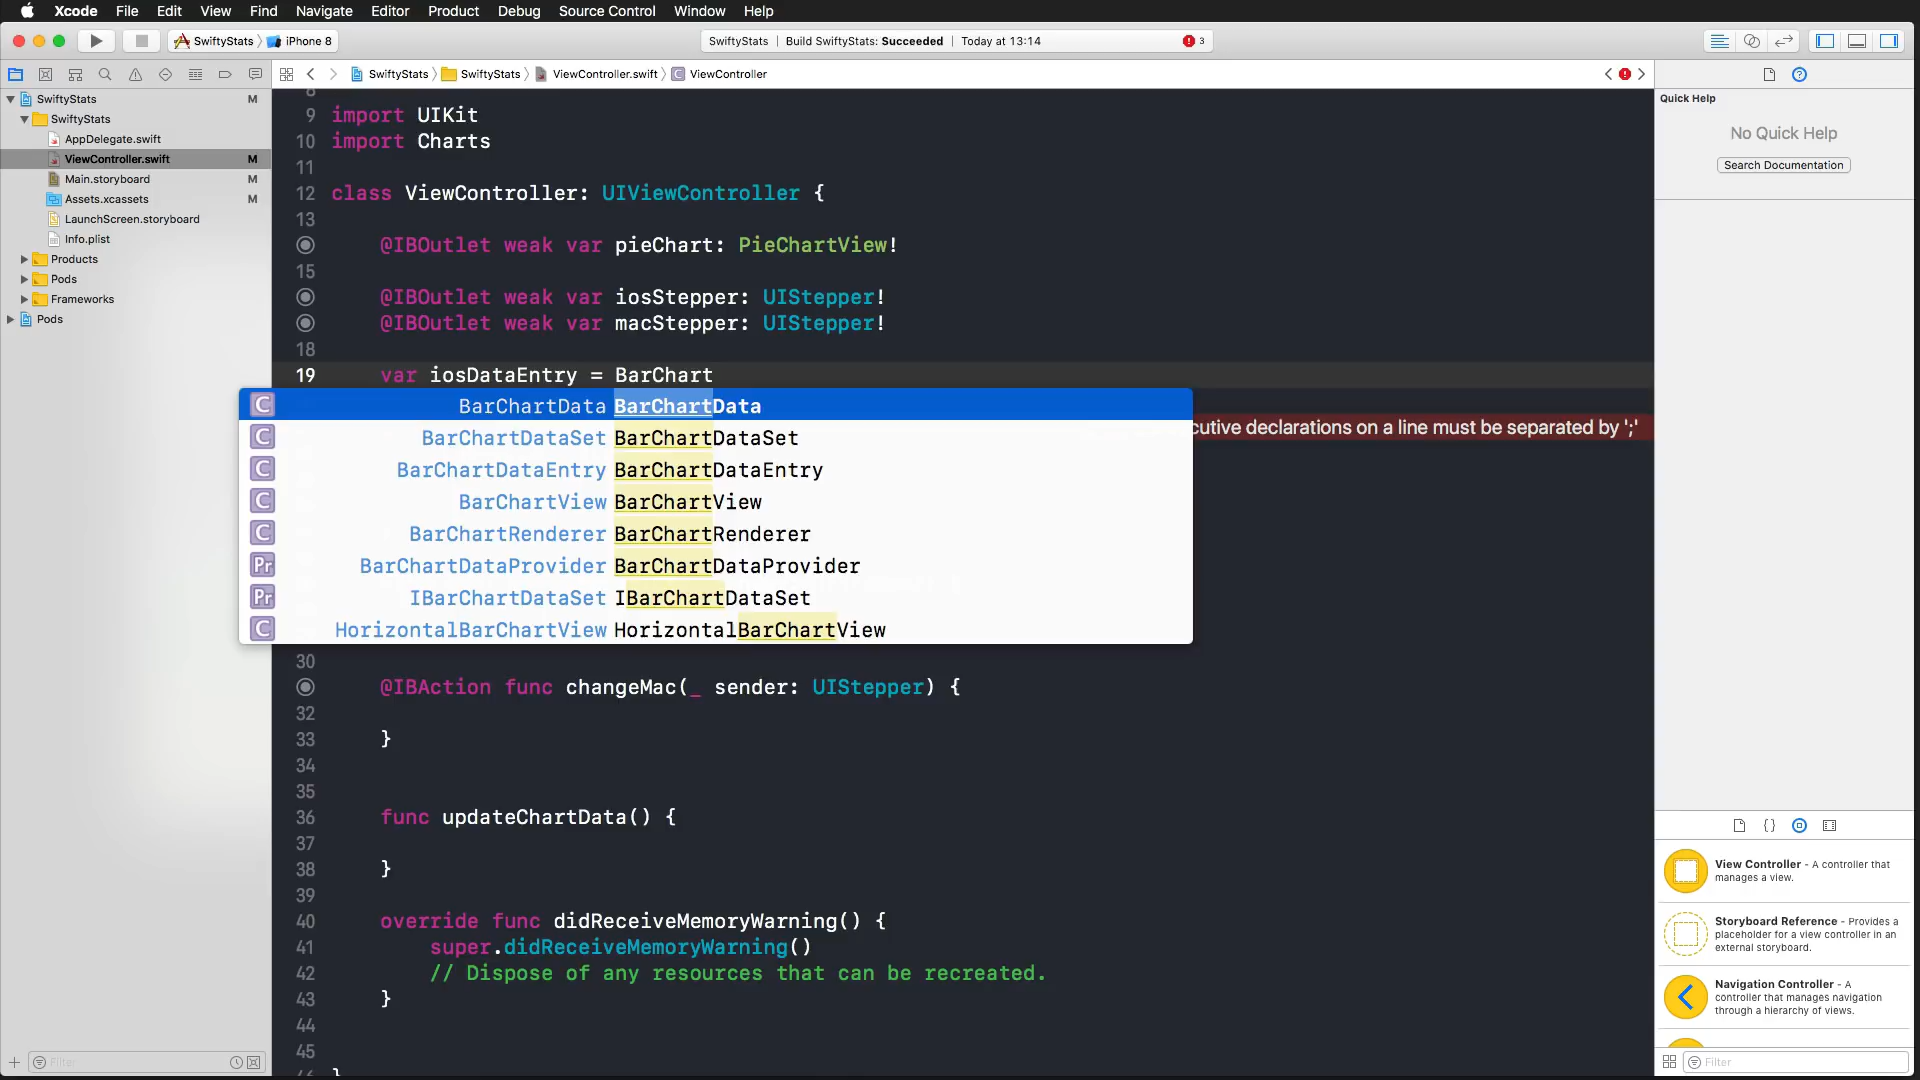 Xcode File Edit View Find Navigate Editor Product Debug Source Control Window Help
SwiftyStats iPhone 8 SwiftyStats Build SwiftyStats: Succeeded Today at 13:14 3
SwiftyStats SwiftyStats ViewController.swift C ViewController
SwiftyStats M
SwiftyStats
AppDelegate.swift
ViewController.swift M
Main.storyboard M
Assets.xcassets M
LaunchScreen.storyboard
Info.plist
Products
Pods
Frameworks
Pods
Filter
9 import UIKit
10 import Charts
11
12 class ViewController: UIViewController {
13
@IBOutlet weak var pieChart: PieChartView!
15
@IBOutlet weak var iosStepper: UIStepper!
@IBOutlet weak var macStepper: UIStepper!
18
19 var iosDataEntry = BarChart
C BarChartData BarChartData
cutive declarations on a line must be separated by ';'
C BarChartDataSet BarChartDataSet
C BarChartDataEntry BarChartDataEntry
C BarChartView BarChartView
C BarChartRenderer BarChartRenderer
Pr BarChartDataProvider BarChartDataProvider
Pr IBarChartDataSet IBarChartDataSet
C HorizontalBarChartView HorizontalBarChartView
30
@IBAction func changeMac(_ sender: UIStepper) {
32
33 }
34
35
36 func updateChartData() {
37
38 }
39
40 override func didReceiveMemoryWarning() {
41 super.didReceiveMemoryWarning()
42 // Dispose of any resources that can be recreated.
43 }
44
45
Quick Help
No Quick Help
Search Documentation
{}
View Controller - A controller that
manages a view.
Storyboard Reference - Provides a
placeholder for a view controller in an
external storyboard.
Navigation Controller - A
controller that manages navigation
through a hierarchy of views.
Filter